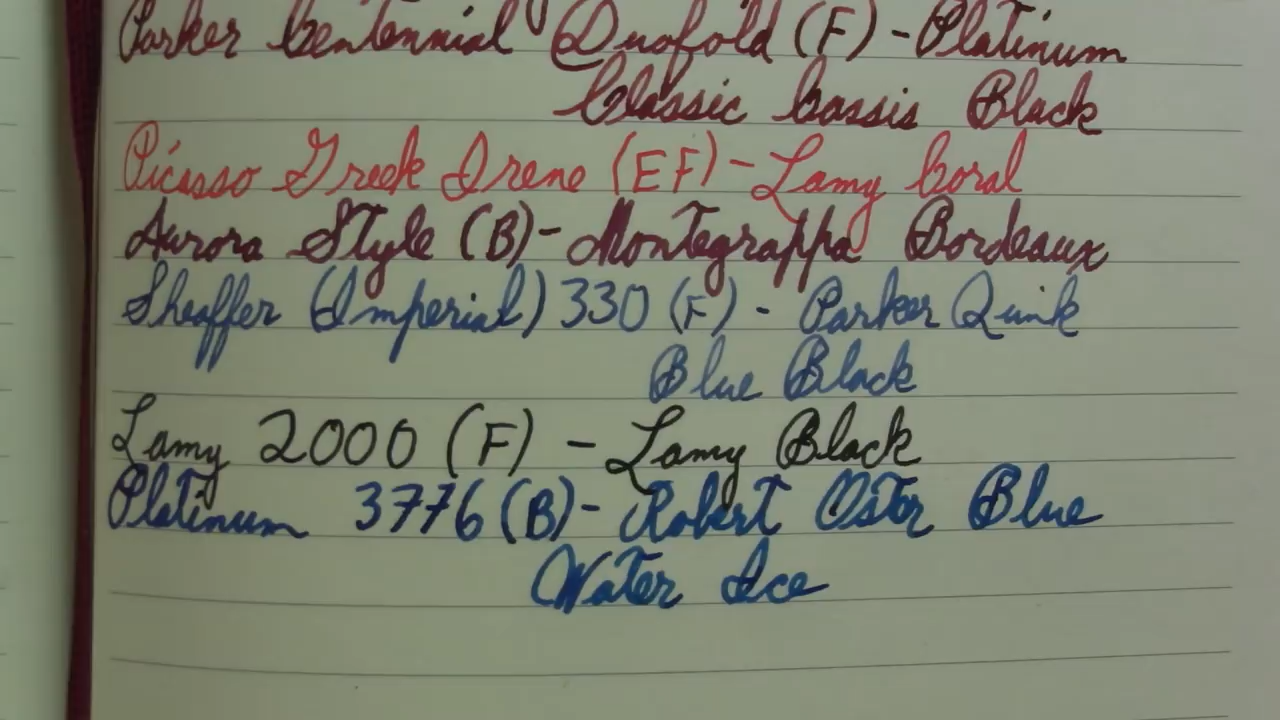 Parker Centennial Duofold (F) - Platinum
Classic Cassis Black
Picasso Greek Irene (EF) - Lamy Coral
Aurora Style (B) - Montegrappa Bordeaux
Sheaffer (Imperial) 330 (F) - Parker Quink
Blue Black
Lamy 2000 (F) - Lamy Black
Platinum 3776 (B) - Robert Oster Blue
Water Ice